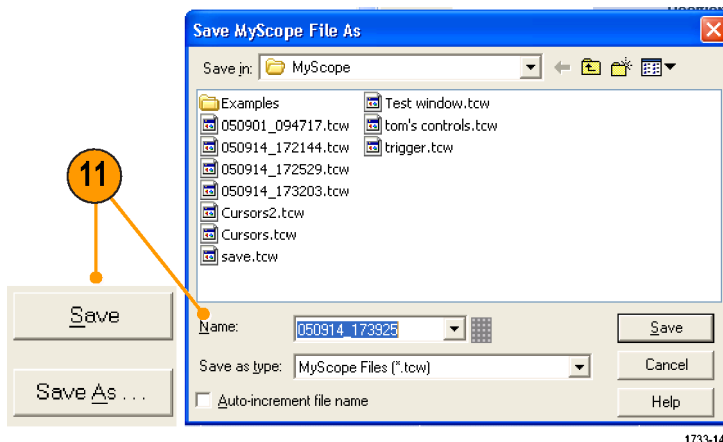 Save MyScope File As
Save in: MyScope
Examples
050901_094717.tcw
050914_172144.tcw
050914_172529.tcw
050914_173203.tcw
Cursors2.tcw
Cursors.tcw
save.tcw
Test window.tcw
tom's controls.tcw
trigger.tcw
11
Save
Save As . . .
Name: 050914_173925
Save
Save as type: MyScope Files (*.tcw)
Cancel
Auto-increment file name
Help